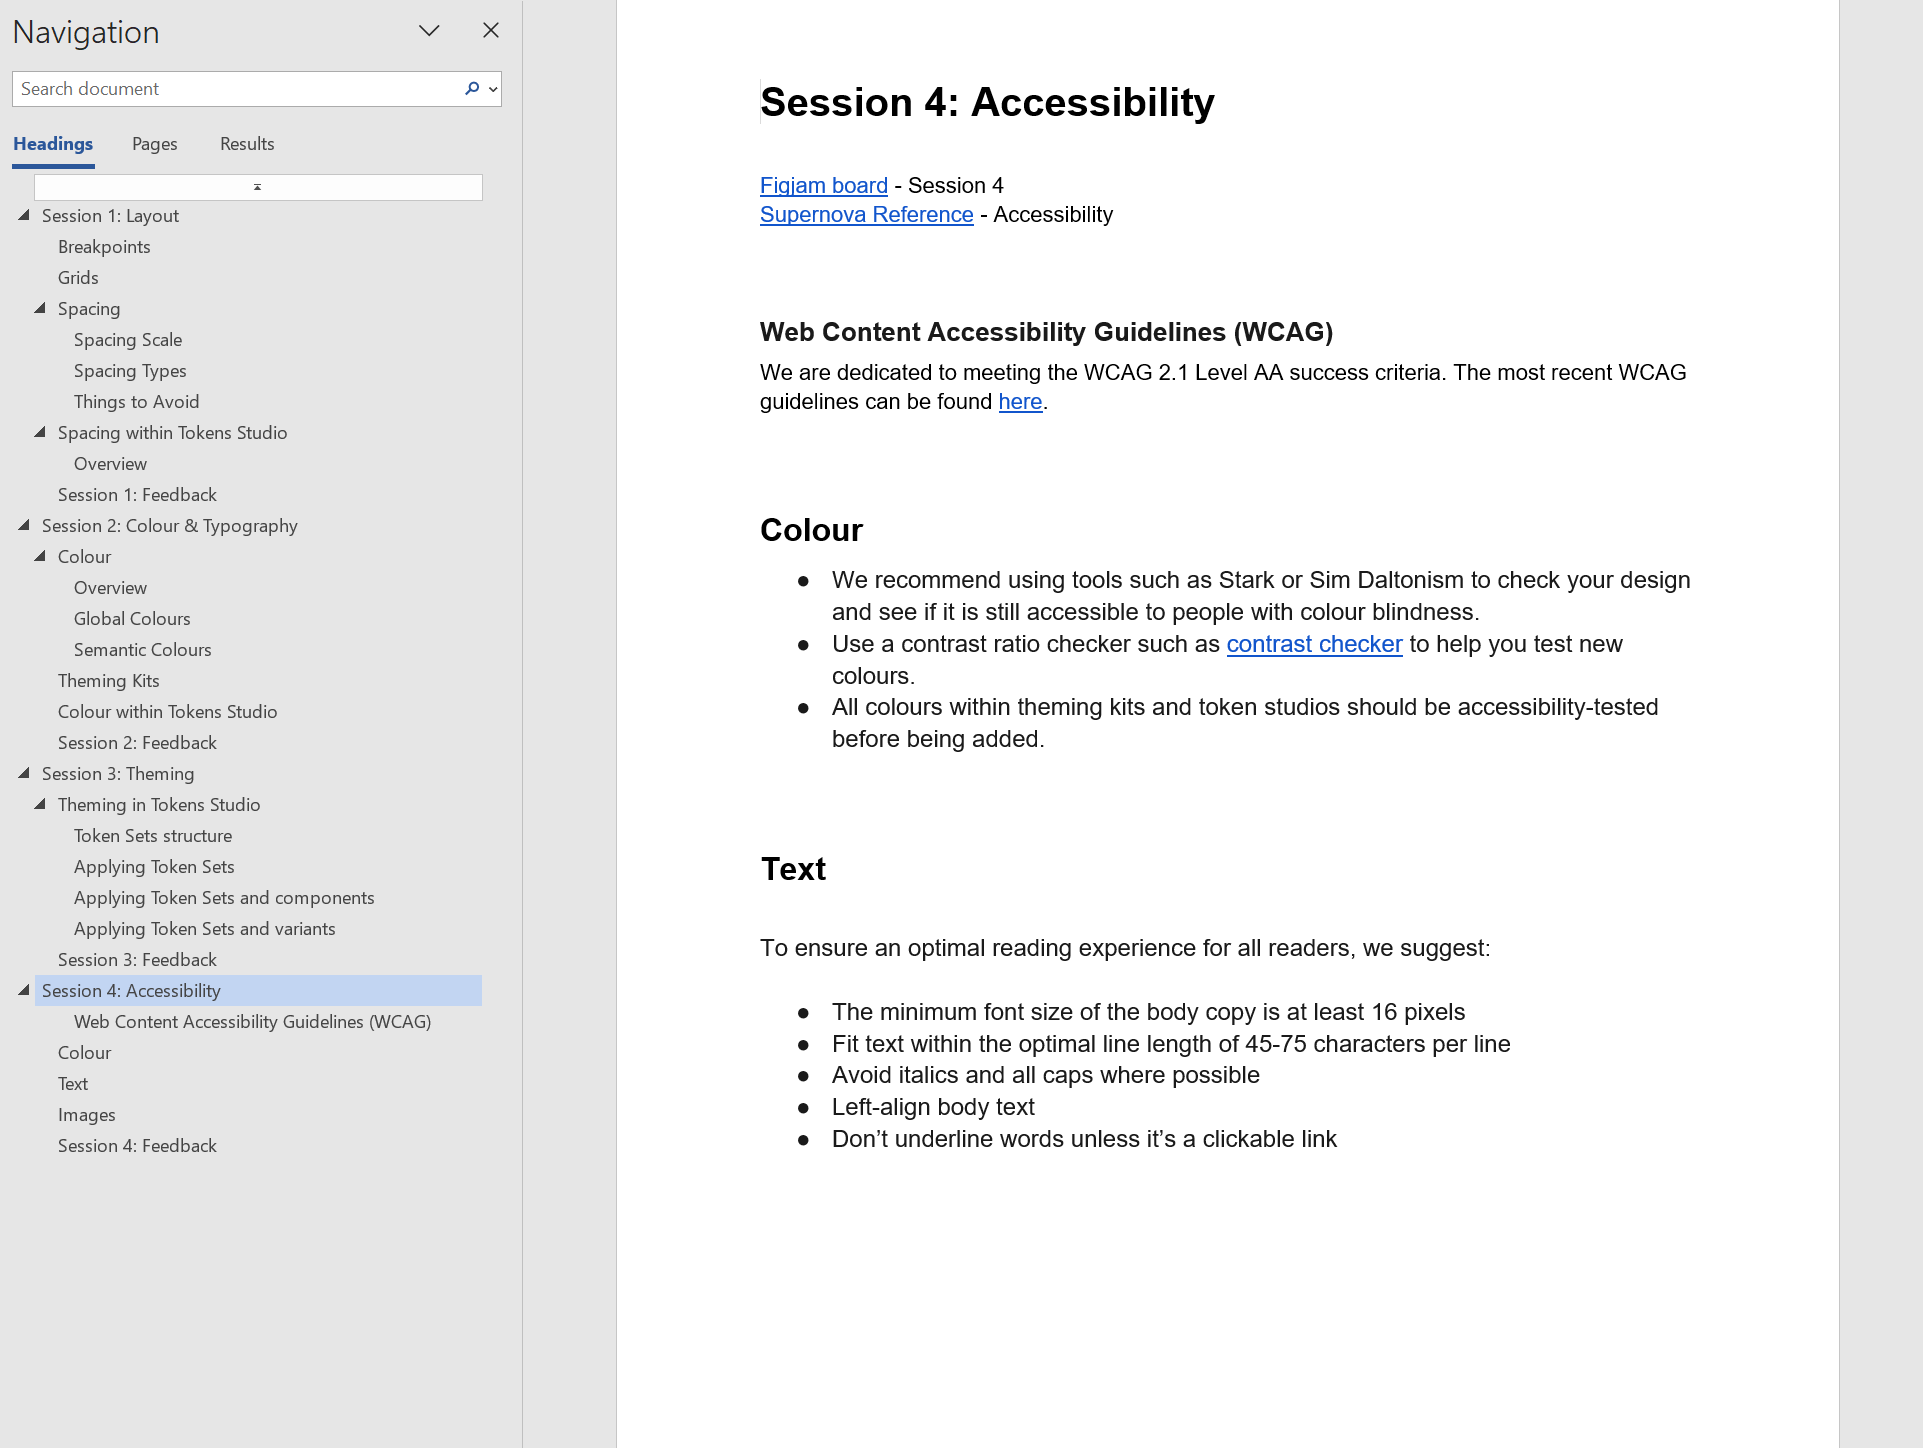 Navigation
Search document
Headings Pages Results
Session 1: Layout
Breakpoints
Grids
Spacing
Spacing Scale
Spacing Types
Things to Avoid
Spacing within Tokens Studio
Overview
Session 1: Feedback
Session 2: Colour & Typography
Colour
Overview
Global Colours
Semantic Colours
Theming Kits
Colour within Tokens Studio
Session 2: Feedback
Session 3: Theming
Theming in Tokens Studio
Token Sets structure
Applying Token Sets
Applying Token Sets and components
Applying Token Sets and variants
Session 3: Feedback
Session 4: Accessibility
Web Content Accessibility Guidelines (WCAG)
Colour
Text
Images
Session 4: Feedback
Session 4: Accessibility
Figjam board - Session 4
Supernova Reference - Accessibility
Web Content Accessibility Guidelines (WCAG)
We are dedicated to meeting the WCAG 2.1 Level AA success criteria. The most recent WCAG
guidelines can be found here.
Colour
● We recommend using tools such as Stark or Sim Daltonism to check your design
and see if it is still accessible to people with colour blindness.
● Use a contrast ratio checker such as contrast checker to help you test new
colours.
● All colours within theming kits and token studios should be accessibility-tested
before being added.
Text
To ensure an optimal reading experience for all readers, we suggest:
● The minimum font size of the body copy is at least 16 pixels
● Fit text within the optimal line length of 45-75 characters per line
● Avoid italics and all caps where possible
● Left-align body text
● Don’t underline words unless it’s a clickable link